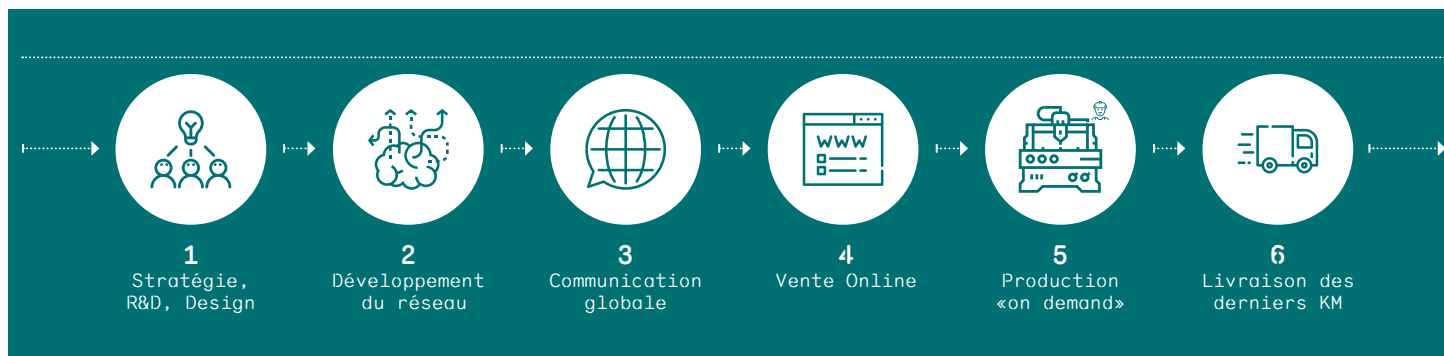 1
Stratégie,
R&D, Design
2
Développement
du réseau
3
Communication
globale
WWW
4
Vente Online
5
Production
«on demand»
6
Livraison des
derniers KM